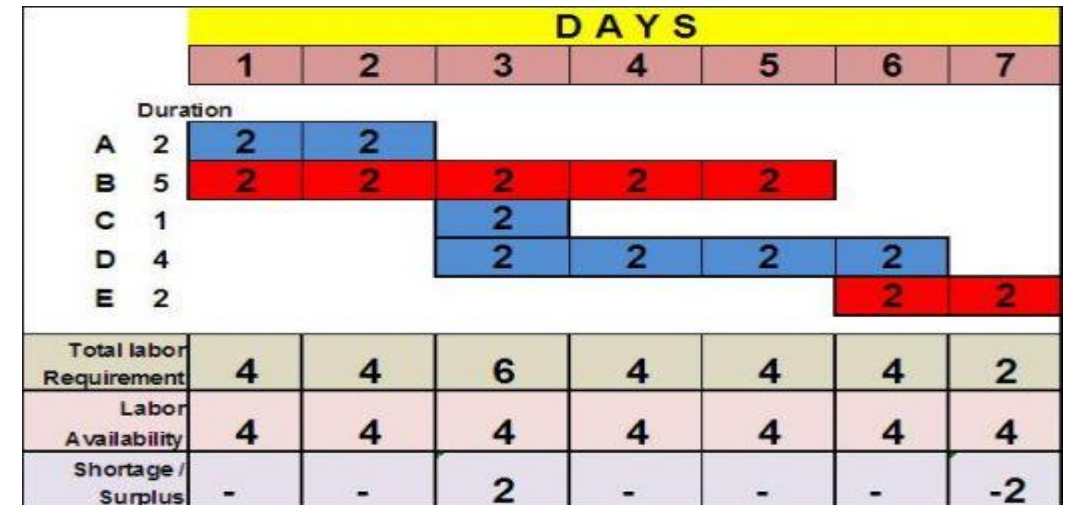 DAYS
1 2 3 4 5 6 7
Duration
A 2 2 2
B 5 2 2 2 2 2
C 1 2
D 4 2 2 2 2
E 2 2 2
Total labor
Requirement 4 4 6 4 4 4 2
Labor
Availability 4 4 4 4 4 4 4
Shortage /
Surplus - - 2 - - - -2